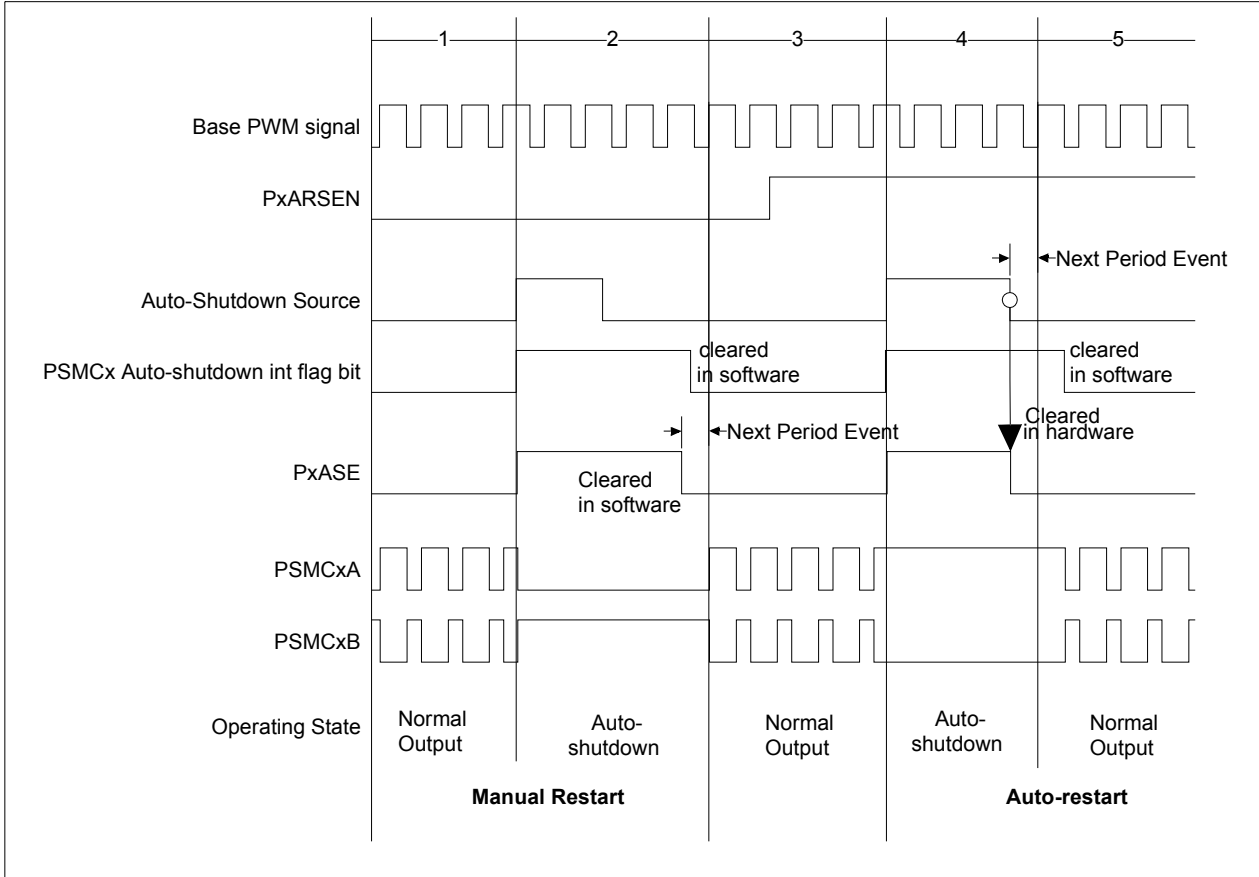 1 2 3 4 5
Base PWM signal
PxARSEN
Next Period Event
Auto-Shutdown Source
cleared
in software
cleared
in software
PSMCx Auto-shutdown int flag bit
Cleared
in hardware
Next Period Event
PxASE
Cleared
in software
PSMCxA
PSMCxB
Operating State
Normal
Output
Auto-
shutdown
Normal
Output
Auto-
shutdown
Normal
Output
Manual Restart
Auto-restart